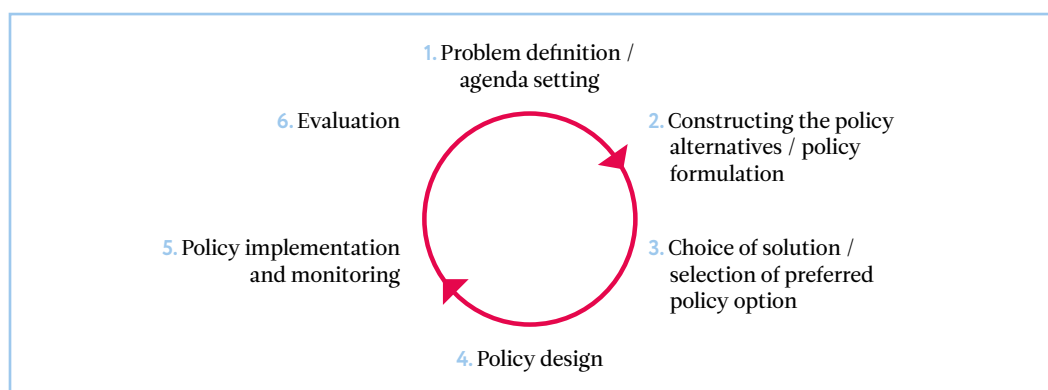 1. Problem definition /
agenda setting
2. Constructing the policy
alternatives / policy
formulation
3. Choice of solution /
selection of preferred
policy option
4. Policy design
5. Policy implementation
and monitoring
6. Evaluation